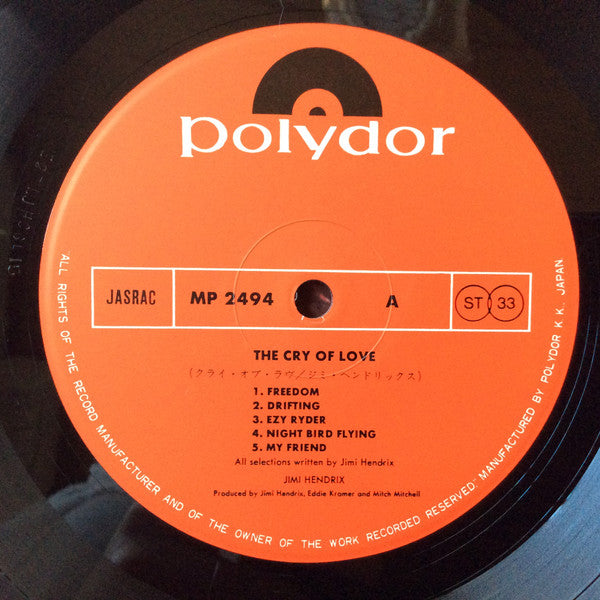 polydor
JASRAC
MP 2494
A
ST 33
THE CRY OF LOVE
(クライ・オブ・ラヴ/ジミ・ヘンドリックス)
1. FREEDOM
2. DRIFTING
3. EZY RYDER
4. NIGHT BIRD FLYING
5. MY FRIEND
All selections written by Jimi Hendrix
JIMI HENDRIX
Produced by Jimi Hendrix, Eddie Kramer and Mitch Mitchell
ALL RIGHTS OF THE RECORD MANUFACTURER AND OF THE OWNER OF THE WORK RECORDED RESERVED: MANUFACTURED BY POLYDOR K.K., JAPAN